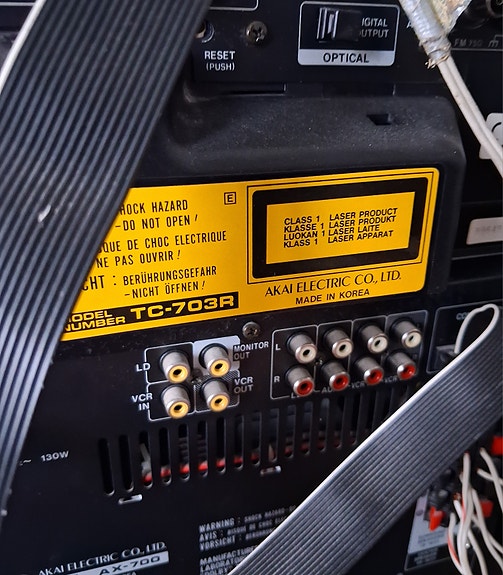 RESET
(PUSH)
OPTICAL
HOCK HAZARD
-DO NOT OPEN!
E
QUE DE CHOC ELECTRIQUE
NE PAS OUVRIR!
CHT: BERÜHRUNGSGEFAHR
-NICHT ÖFFNEN!
MODEL
NUMBER TC-703R
CLASS 1 LASER PRODUCT
KLASSE 1 LASER PRODUKT
LUOKAN 1 LASER LAITE
KLASS 1 LASER APPARAT
AKAI ELECTRIC CO., LTD.
MADE IN KOREA
LD
MONITOR
OUT
VCR
IN
VCR
OUT
L
R
~ 130W
WARNING: SHOCK HAZARD
AVIS:
VORSICHT:
AKAI ELECTRIC CO., LTD.
AX-700